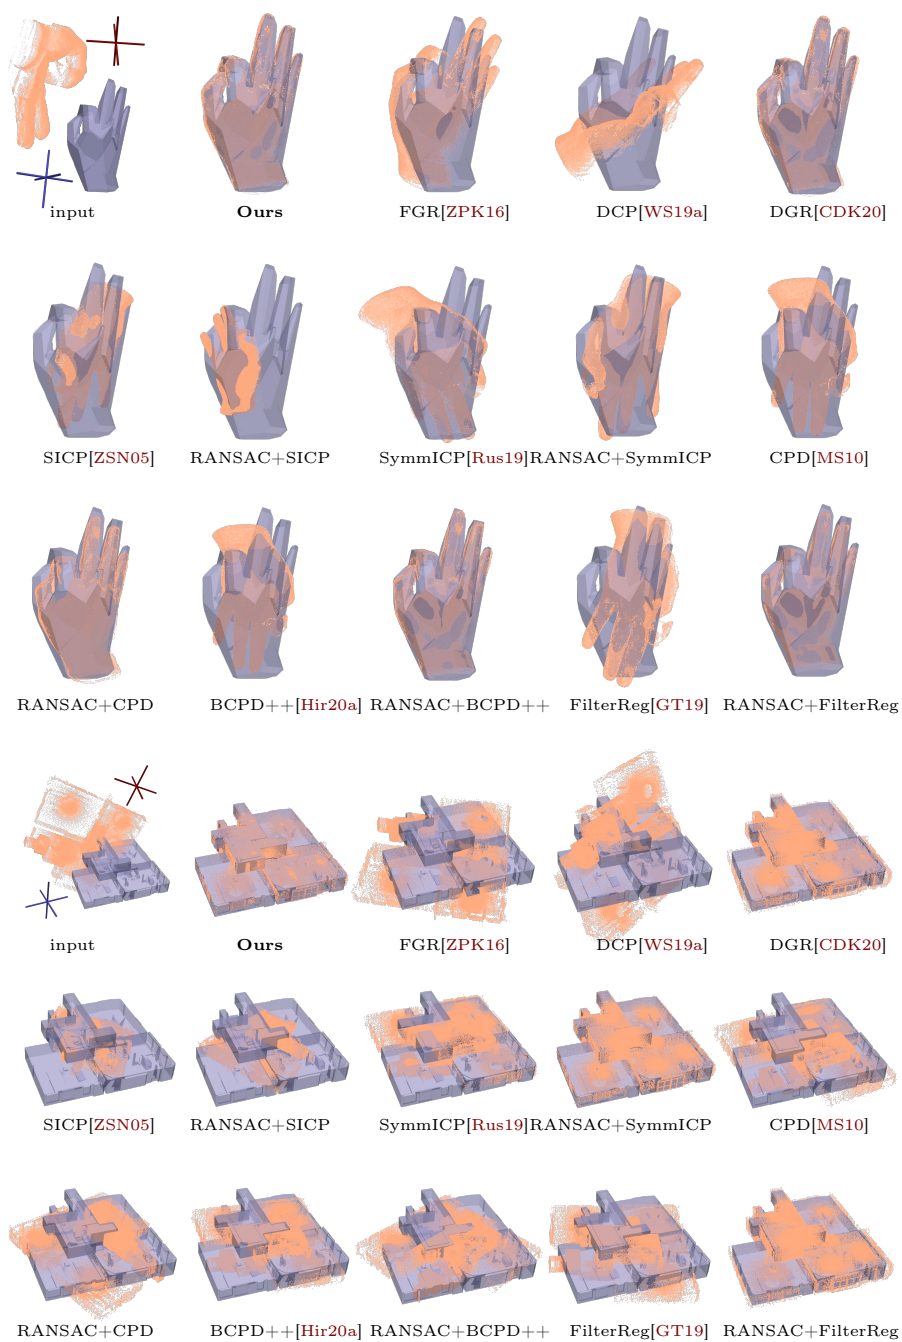 input Ours FGR[ZPK16] DCP[WS19a] DGR[CDK20]
SICP[ZSN05] RANSAC+SICP SymmICP[Rus19] RANSAC+SymmICP CPD[MS10]
RANSAC+CPD BCPD++[Hir20a] RANSAC+BCPD++ FilterReg[GT19] RANSAC+FilterReg
input Ours FGR[ZPK16] DCP[WS19a] DGR[CDK20]
SICP[ZSN05] RANSAC+SICP SymmICP[Rus19] RANSAC+SymmICP CPD[MS10]
RANSAC+CPD BCPD++[Hir20a] RANSAC+BCPD++ FilterReg[GT19] RANSAC+FilterReg